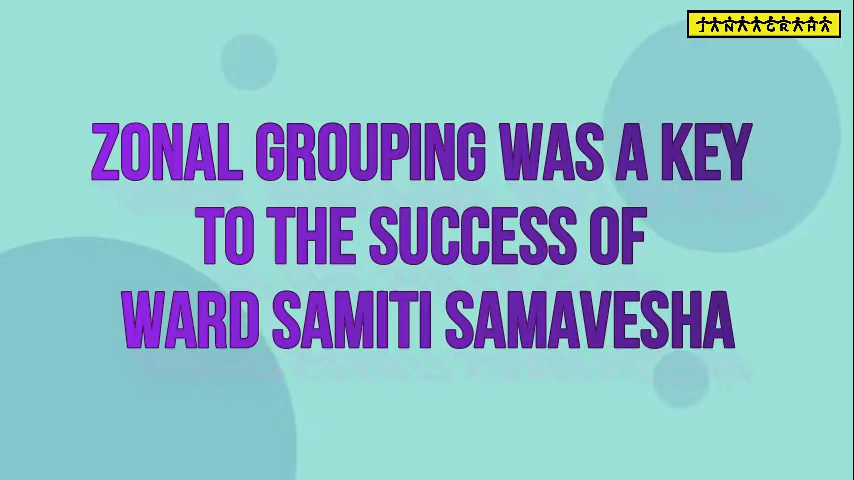 JANAAGRAHA
ZONAL GROUPING WAS A KEY
TO THE SUCCESS OF
WARD SAMITI SAMAVESHA